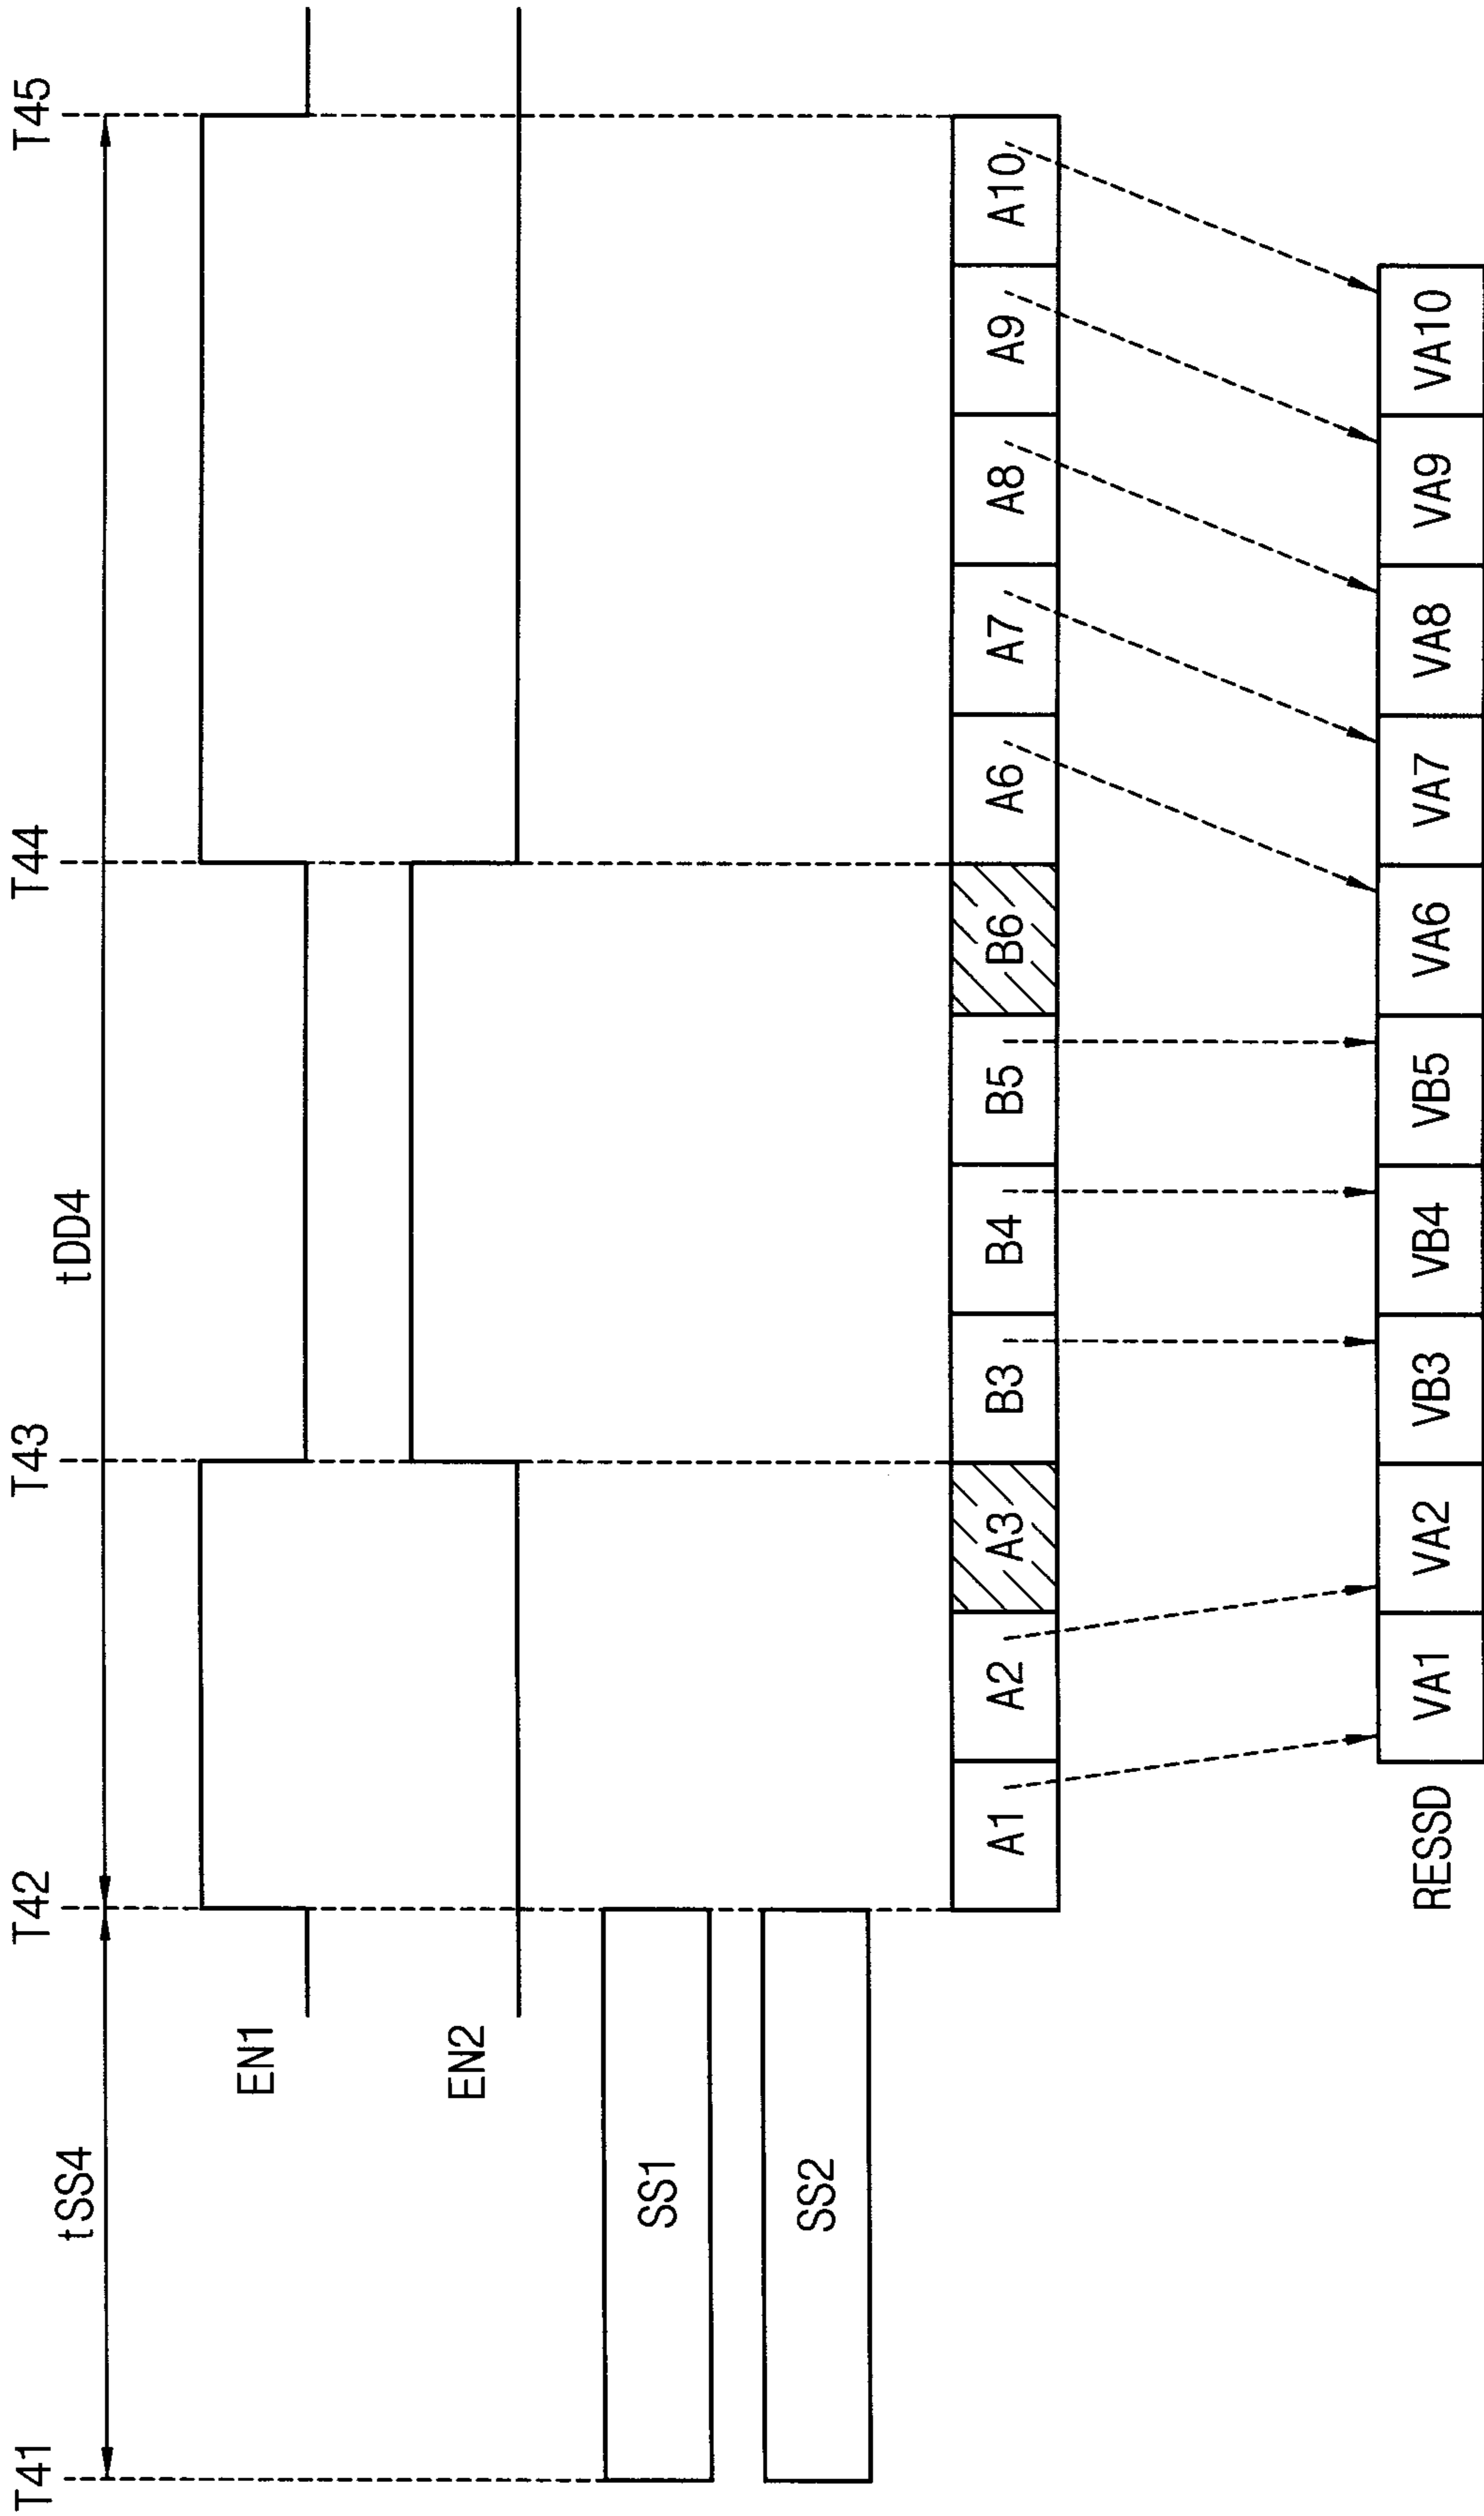 T41 T42 T43 T44 T45
tSS4 tDD4
EN1
EN2
SS1
SS2
A1 A2 A3 B3 B4 B5 B6 A6 A7 A8 A9 A10
RESSD VA1 VA2 VB3 VB4 VB5 VA6 VA7 VA8 VA9 VA10